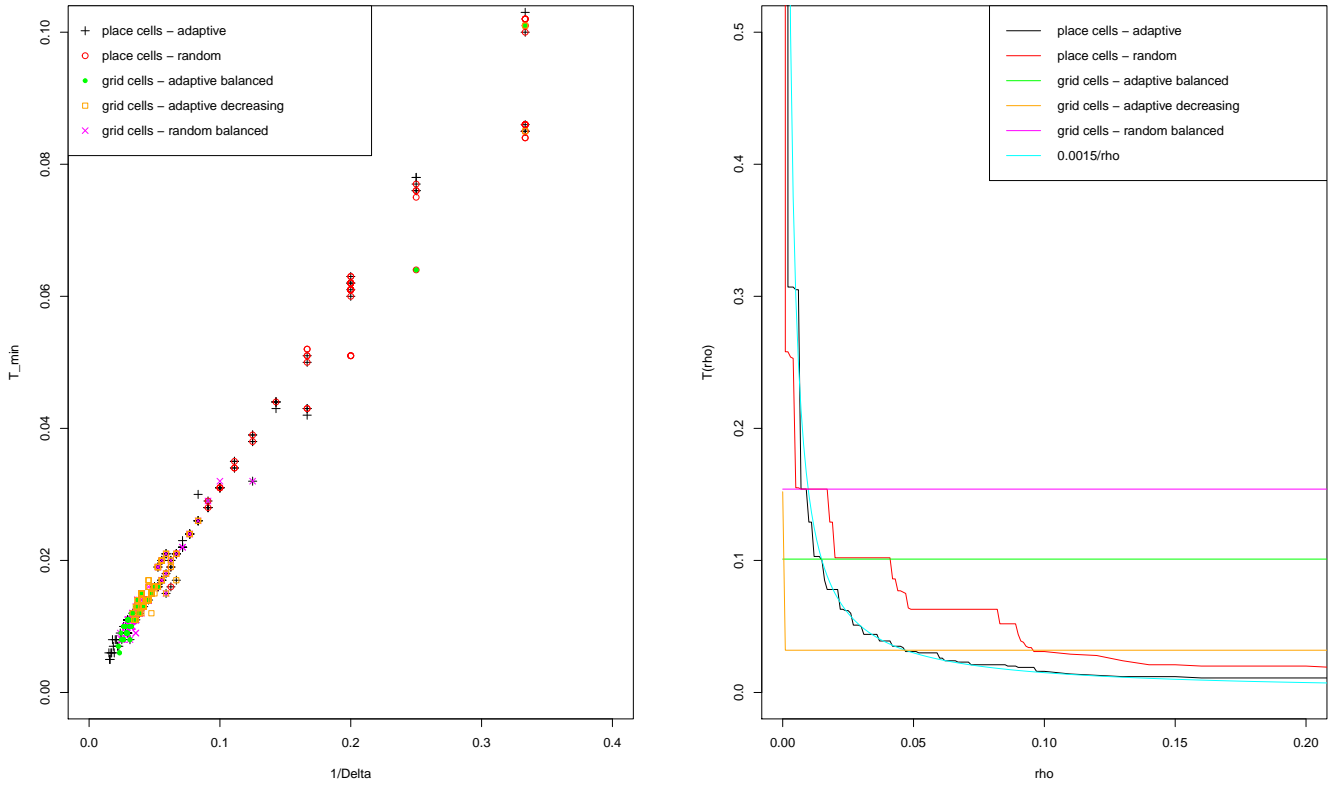 place cells − adaptive
place cells − random
grid cells − adaptive balanced
grid cells − adaptive decreasing
grid cells − random balanced
0.10
0.08
0.06
0.04
0.02
0.00
T_min
0.0
0.1
0.2
0.3
0.4
1/Delta
place cells − adaptive
place cells − random
grid cells − adaptive balanced
grid cells − adaptive decreasing
grid cells − random balanced
0.0015/rho
0.5
0.4
0.3
0.2
0.1
0.0
T(rho)
0.00
0.05
0.10
0.15
0.20
rho